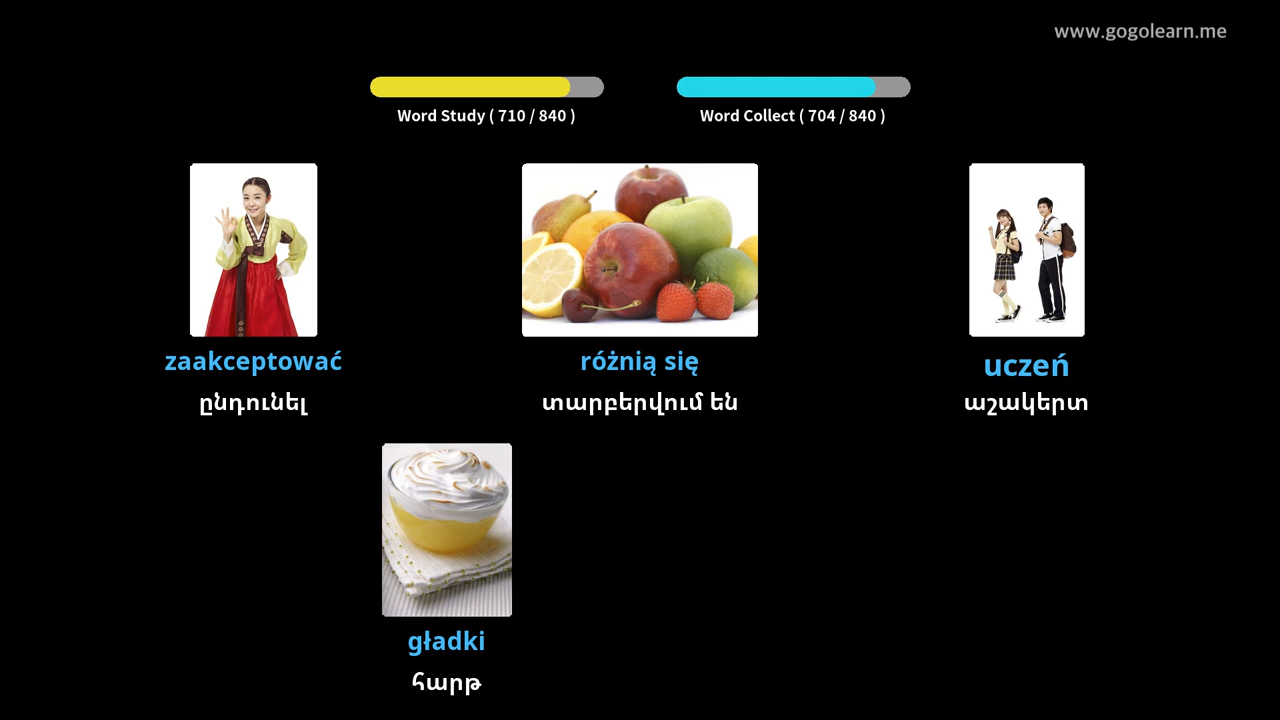 www.gogolearn.me
Word Study ( 710 / 840 )
Word Collect ( 704 / 840 )
zaakceptować
ընդունել
różnią się
տարբերվում են
uczeń
աշակերտ
gładki
հարթ